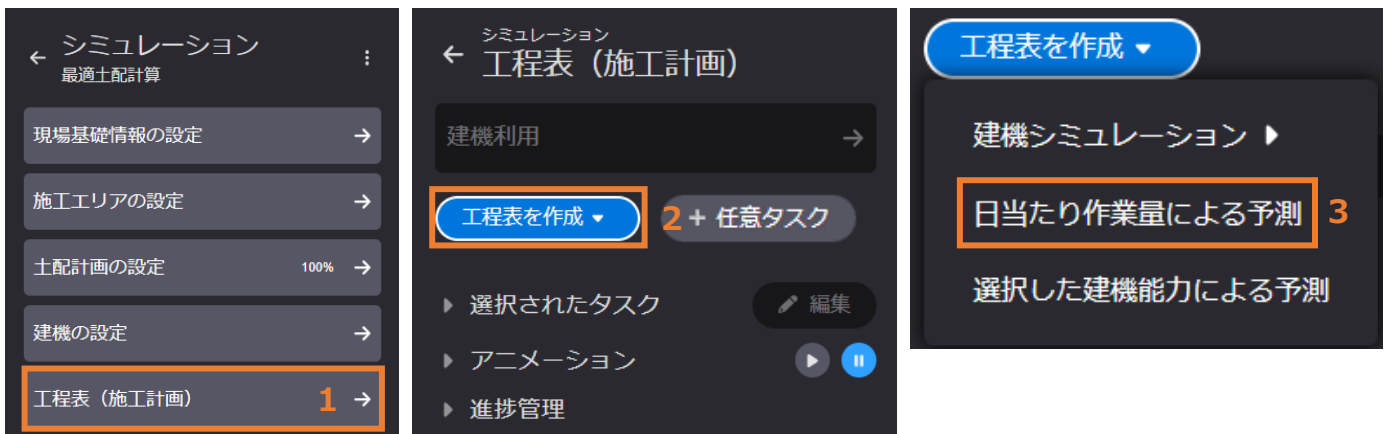 シミュレーション
最適土配計算
現場基礎情報の設定
施工エリアの設定
土配計画の設定 100%
建機の設定
工程表（施工計画） 1
シミュレーション
工程表（施工計画）
建機利用
工程表を作成 2 + 任意タスク
選択されたタスク 編集
アニメーション
進捗管理
工程表を作成
建機シミュレーション
日当たり作業量による予測 3
選択した建機能力による予測